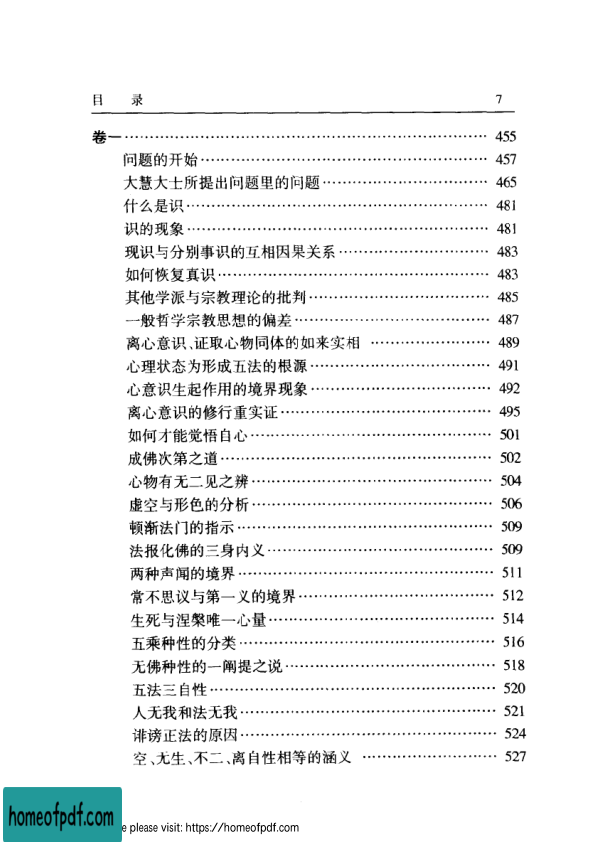 目 录 7
卷一………………………………………………………… 455
问题的开始………………………………………………… 457
大慧大士所提出问题里的问题…………………………… 465
什么是识…………………………………………………… 481
识的现象…………………………………………………… 481
现识与分别事识的互相因果关系………………………… 483
如何恢复真识……………………………………………… 483
其他学派与宗教理论的批判……………………………… 485
一般哲学宗教思想的偏差………………………………… 487
离心意识、证取心物同体的如来实相 ………………… 489
心理状态为形成五法的根源……………………………… 491
心意识生起作用的境界现象……………………………… 492
离心意识的修行重实证…………………………………… 495
如何才能觉悟自心………………………………………… 501
成佛次第之道……………………………………………… 502
心物有无二见之辨………………………………………… 504
虚空与形色的分析………………………………………… 506
顿渐法门的指示…………………………………………… 509
法报化佛的三身内义……………………………………… 509
两种声闻的境界…………………………………………… 511
常不思议与第一义的境界………………………………… 512
生死与涅槃唯一心量……………………………………… 514
五乘种性的分类…………………………………………… 516
无佛种性的一阐提之说…………………………………… 518
五法三自性………………………………………………… 520
人无我和法无我…………………………………………… 521
诽谤正法的原因…………………………………………… 524
空、无生、不二、离自性相等的涵义 ………………… 527
homeofpdf.com
e please visit: https://homeofpdf.com